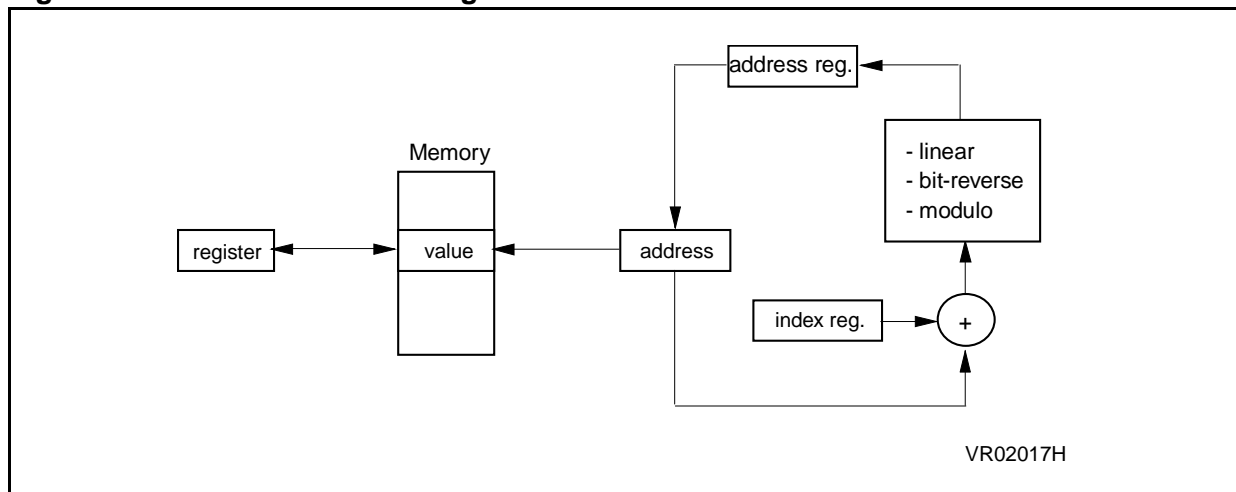 address reg.
- linear
- bit-reverse
- modulo
Memory
register
value
address
index reg.
+
VR02017H